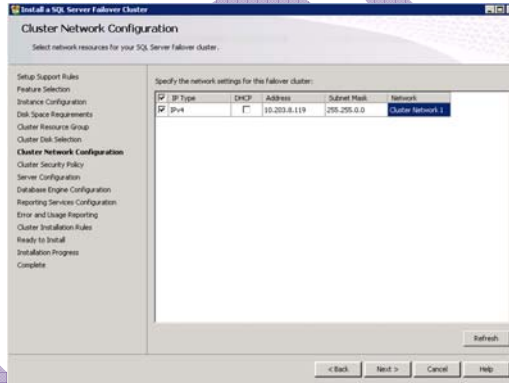 Install a SQL Server Failover Cluster
Cluster Network Configuration
Select network resources for your SQL Server failover cluster.
Setup Support Rules
Feature Selection
Instance Configuration
Disk Space Requirements
Cluster Resource Group
Cluster Disk Selection
Cluster Network Configuration
Cluster Security Policy
Server Configuration
Database Engine Configuration
Reporting Services Configuration
Error and Usage Reporting
Cluster Installation Rules
Ready to Install
Installation Progress
Complete
Specify the network settings for this failover cluster:
IP Type DHCP Address Subnet Mask Network
IPv4 10.203.8.119 255.255.0.0 Cluster Network 1
Refresh
< Back Next > Cancel Help